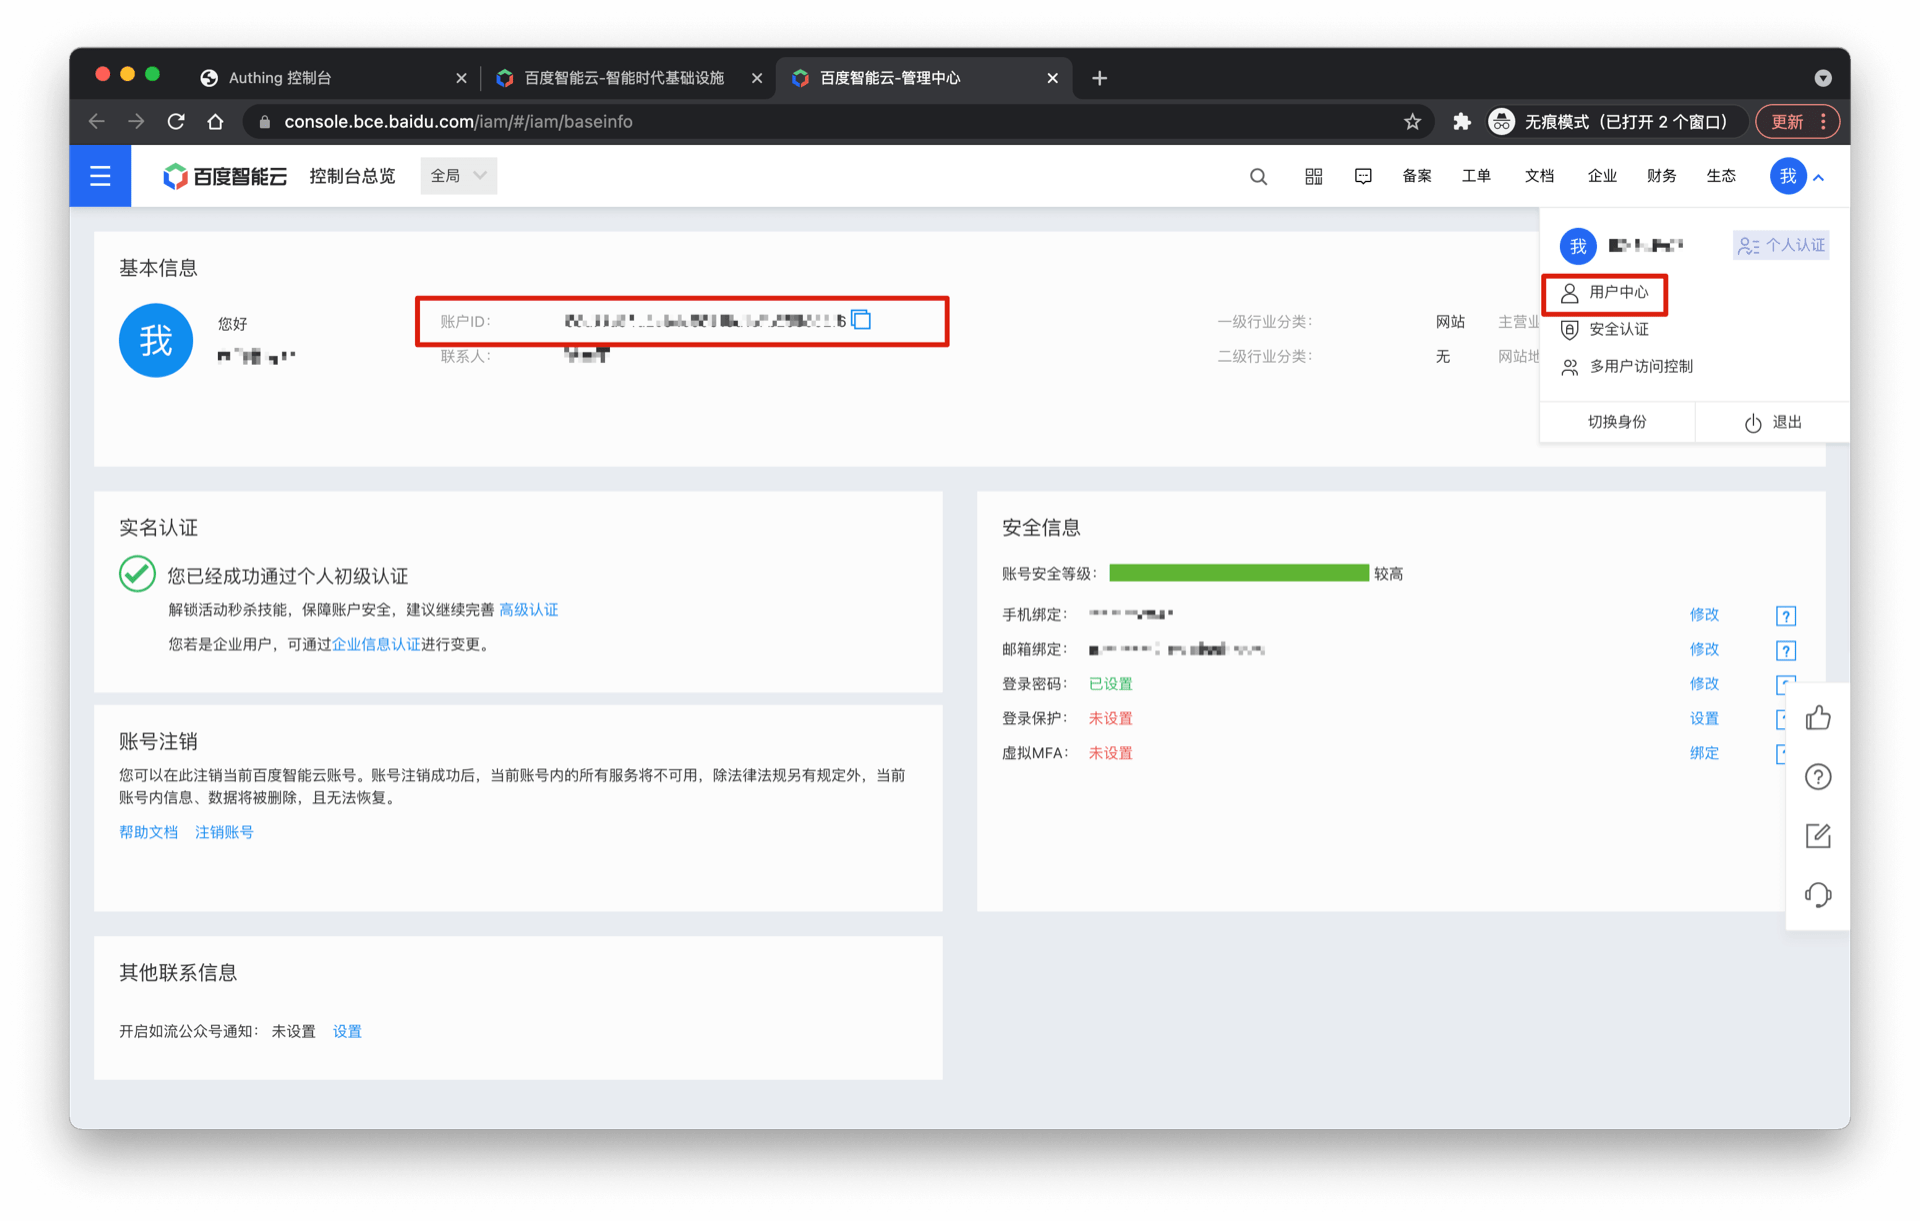 Authing 控制台
百度智能云-智能时代基础设施
百度智能云-管理中心
console.bce.baidu.com/iam/#/iam/baseinfo
无痕模式（已打开 2 个窗口）
更新
百度智能云
控制台总览
全局
备案
工单
文档
企业
财务
生态
我
我
个人认证
用户中心
安全认证
多用户访问控制
切换身份
退出
基本信息
我
您好
账户ID：
联系人：
一级行业分类：
网站
主营业
二级行业分类：
无
网站地
实名认证
您已经成功通过个人初级认证
解锁活动秒杀技能，保障账户安全，建议继续完善 高级认证
您若是企业用户，可通过企业信息认证进行变更。
安全信息
账号安全等级：
较高
手机绑定：
修改
?
邮箱绑定：
修改
?
登录密码：
已设置
修改
登录保护：
未设置
设置
虚拟MFA：
未设置
绑定
账号注销
您可以在此注销当前百度智能云账号。账号注销成功后，当前账号内的所有服务将不可用，除法律法规另有规定外，当前
账号内信息、数据将被删除，且无法恢复。
帮助文档
注销账号
其他联系信息
开启如流公众号通知：
未设置
设置